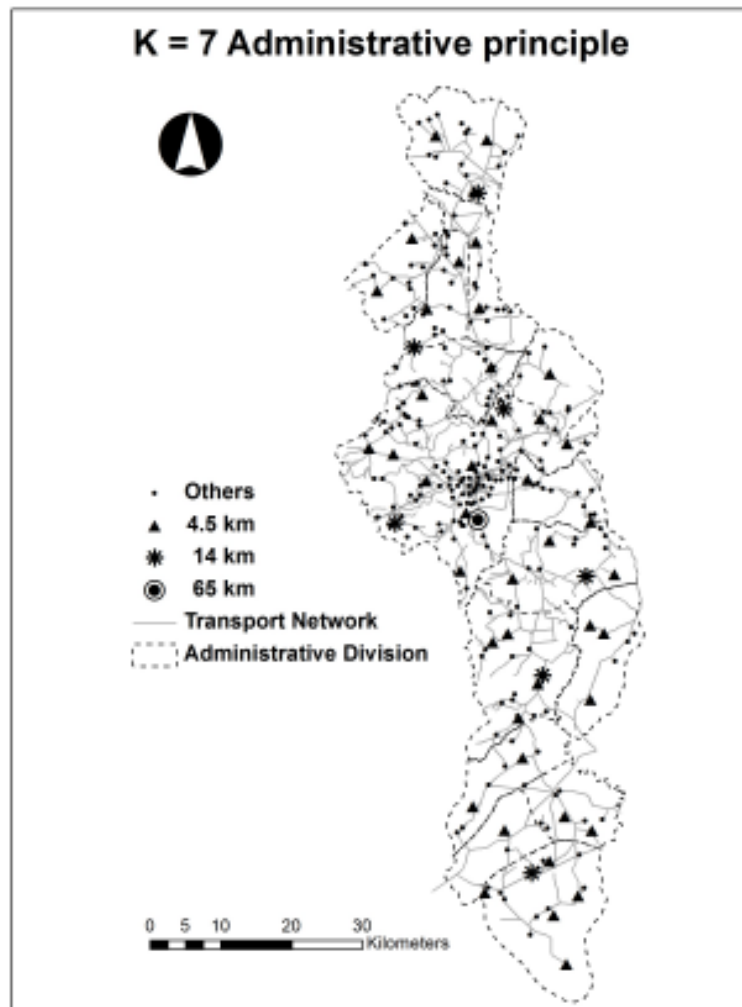 K = 7 Administrative principle
Others
4.5 km
14 km
65 km
Transport Network
Administrative Division
0 5 10 20 30
Kilometers